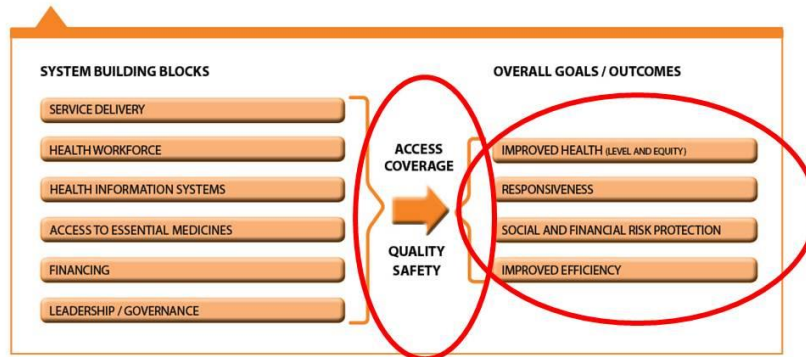 SYSTEM BUILDING BLOCKS
SERVICE DELIVERY
HEALTH WORKFORCE
HEALTH INFORMATION SYSTEMS
ACCESS TO ESSENTIAL MEDICINES
FINANCING
LEADERSHIP / GOVERNANCE
ACCESS
COVERAGE
QUALITY
SAFETY
OVERALL GOALS / OUTCOMES
IMPROVED HEALTH (LEVEL AND EQUITY)
RESPONSIVENESS
SOCIAL AND FINANCIAL RISK PROTECTION
IMPROVED EFFICIENCY